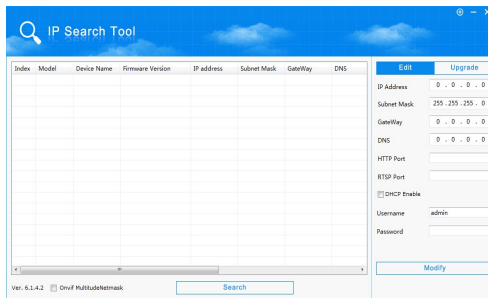 IP Search Tool
Index Model Device Name Firmware Version IP address Subnet Mask GateWay DNS
Edit Upgrade
IP Address 0 . 0 . 0 . 0
Subnet Mask 255 . 255 . 255 . 0
GateWay 0 . 0 . 0 . 0
DNS 0 . 0 . 0 . 0
HTTP Port
RTSP Port
DHCP Enable
Username admin
Password
Modify
Ver. 6.1.4.2 Onvif MultitudeNetmask Search